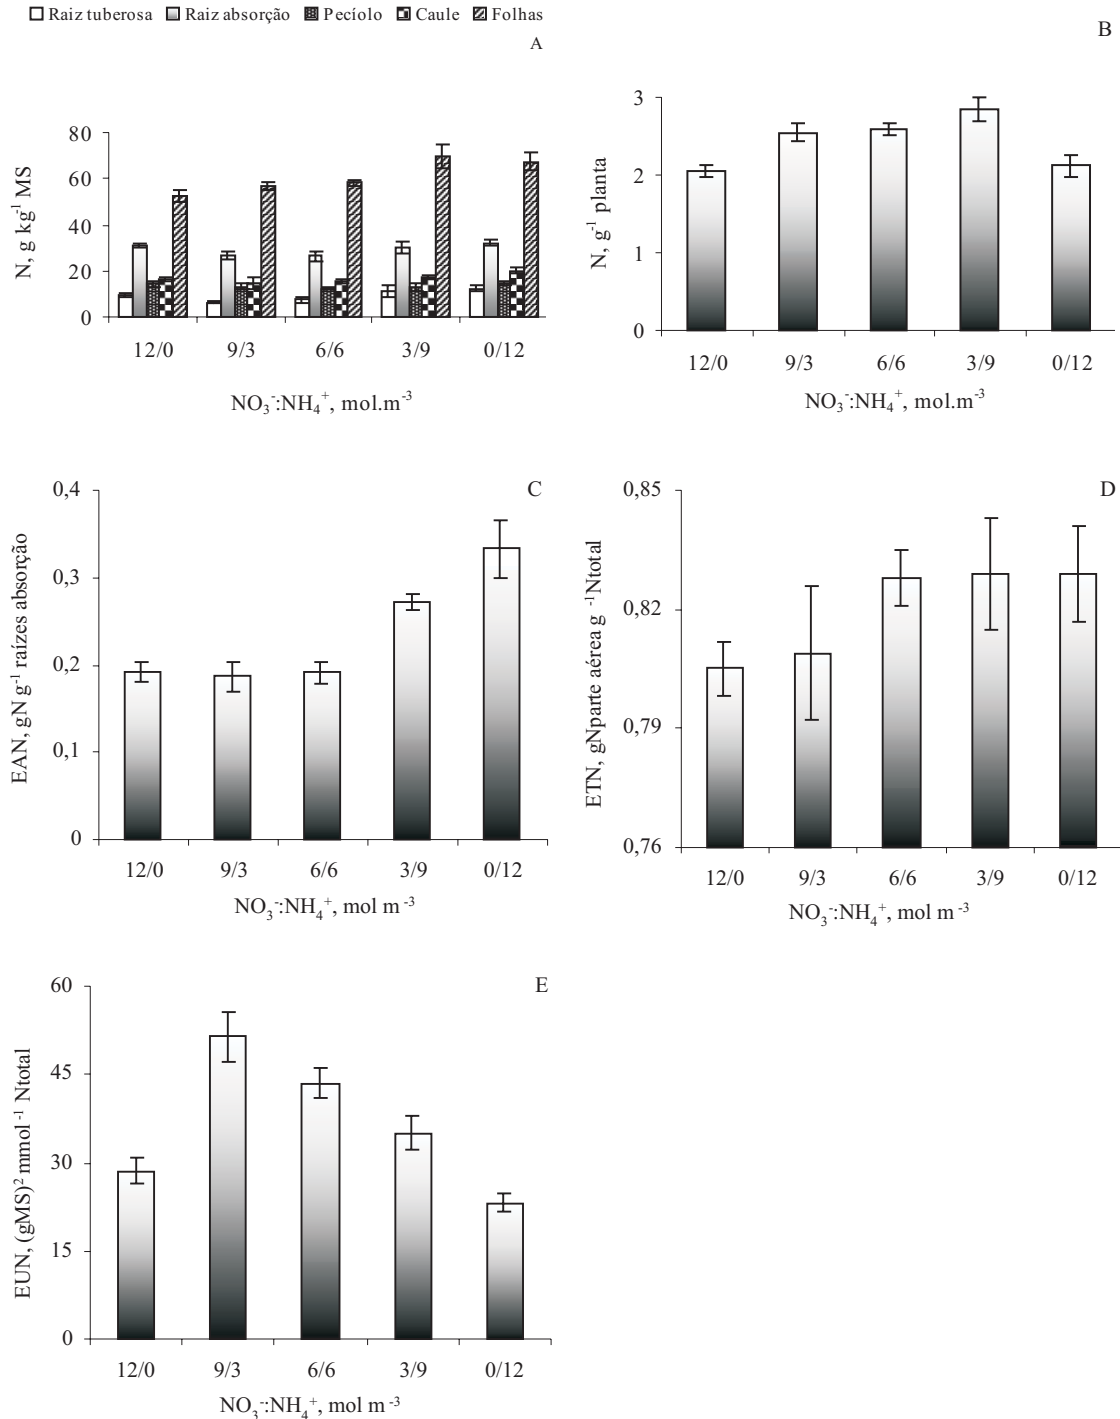 Raiz tuberosa Raiz absorção Pecíolo Caule Folhas
A
80
60
40
20
0
N, g kg⁻¹ MS
12/0 9/3 6/6 3/9 0/12
NO₃⁻:NH₄⁺, mol.m⁻³
B
3
2
1
0
N, g⁻¹ planta
12/0 9/3 6/6 3/9 0/12
NO₃⁻:NH₄⁺, mol.m⁻³
C
0,4
0,3
0,2
0,1
0
EAN, gN g⁻¹ raízes absorção
12/0 9/3 6/6 3/9 0/12
NO₃⁻:NH₄⁺, mol m⁻³
D
0,85
0,82
0,79
0,76
ETN, gNparte aérea g⁻¹Ntotal
12/0 9/3 6/6 3/9 0/12
NO₃⁻:NH₄⁺, mol m⁻³
E
60
45
30
15
0
EUN, (gMS)² mmol⁻¹ Ntotal
12/0 9/3 6/6 3/9 0/12
NO₃⁻:NH₄⁺, mol m⁻³